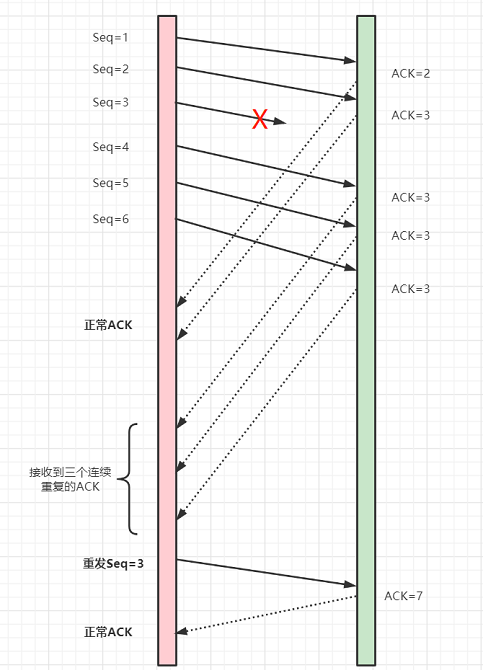 Seq=1
Seq=2
ACK=2
Seq=3
X
ACK=3
Seq=4
Seq=5
ACK=3
Seq=6
ACK=3
ACK=3
正常ACK
接收到三个连续
重复的ACK
重发Seq=3
ACK=7
正常ACK